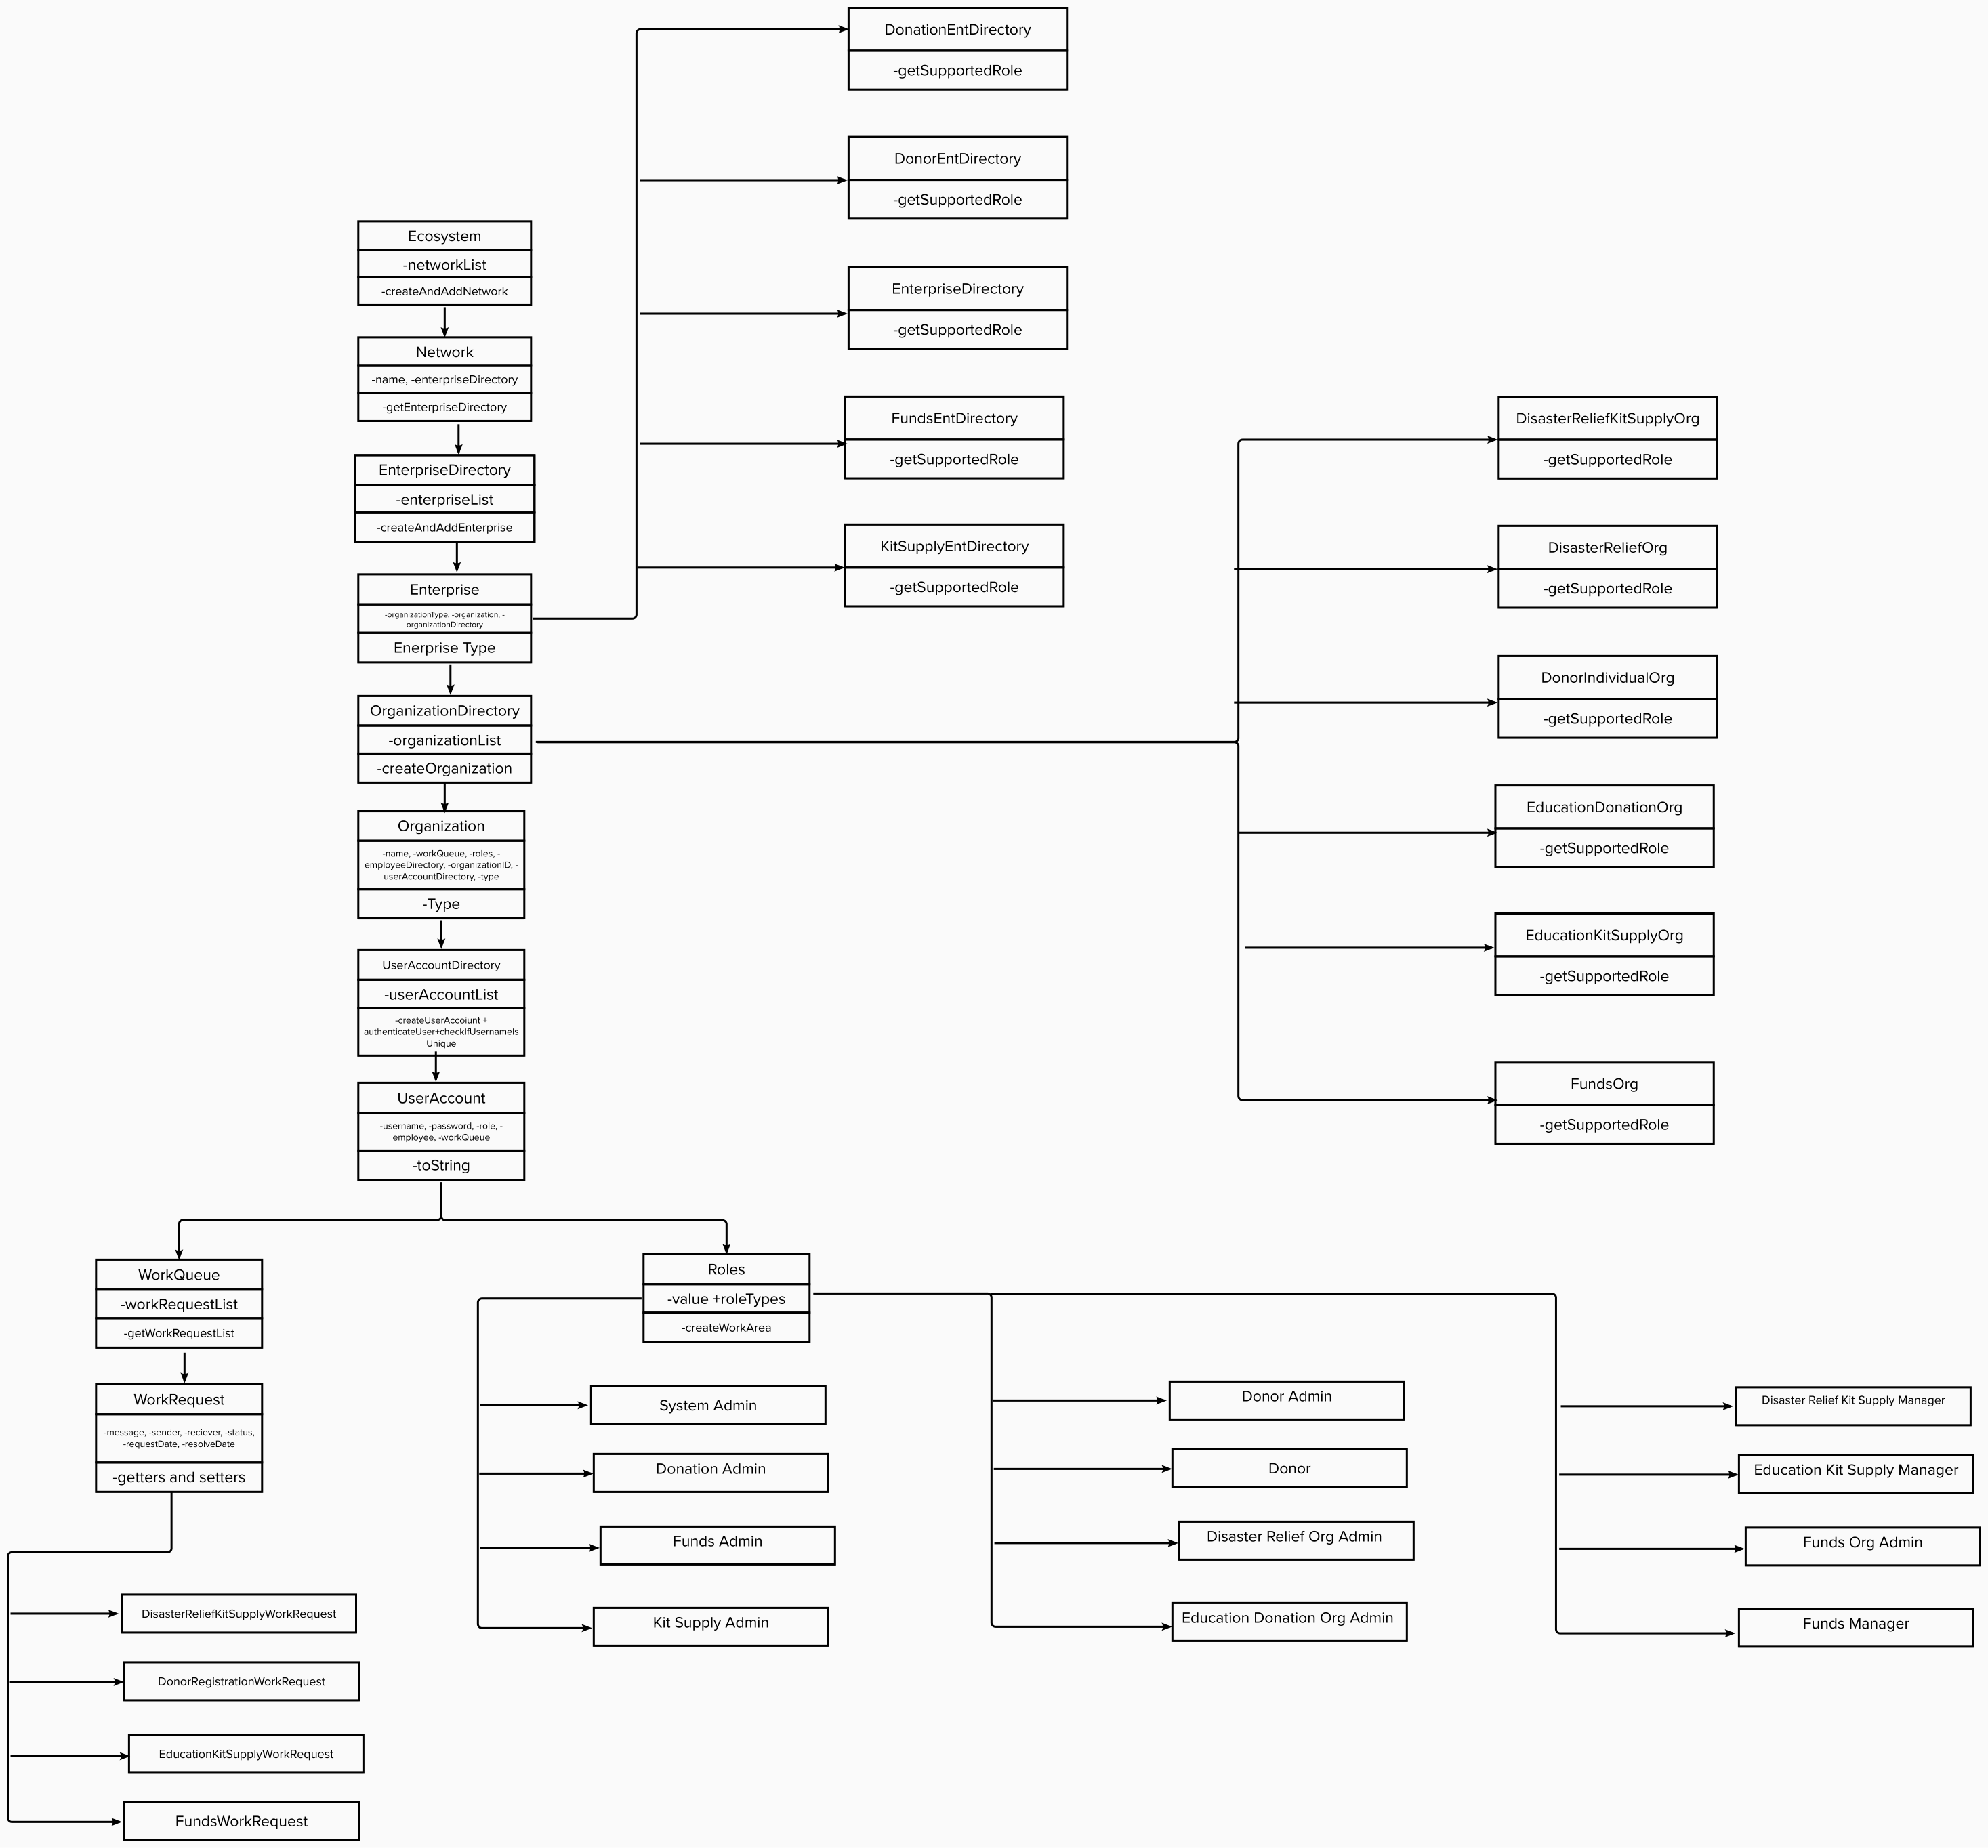 DonationEntDirectory
-getSupportedRole
DonorEntDirectory
-getSupportedRole
EnterpriseDirectory
-getSupportedRole
FundsEntDirectory
-getSupportedRole
KitSupplyEntDirectory
-getSupportedRole
Ecosystem
-networkList
-createAndAddNetwork
Network
-name, -enterpriseDirectory
-getEnterpriseDirectory
EnterpriseDirectory
-enterpriseList
-createAndAddEnterprise
Enterprise
-organizationType, -organization, -
organizationDirectory
Enerprise Type
OrganizationDirectory
-organizationList
-createOrganization
Organization
-name, -workQueue, -roles, -
employeeDirectory, -organizationID, -
userAccountDirectory, -type
-Type
UserAccountDirectory
-userAccountList
-createUserAccoiunt +
authenticateUser+checkIfUsernameIs
Unique
UserAccount
-username, -password, -role, -
employee, -workQueue
-toString
DisasterReliefKitSupplyOrg
-getSupportedRole
DisasterReliefOrg
-getSupportedRole
DonorIndividualOrg
-getSupportedRole
EducationDonationOrg
-getSupportedRole
EducationKitSupplyOrg
-getSupportedRole
FundsOrg
-getSupportedRole
WorkQueue
-workRequestList
-getWorkRequestList
WorkRequest
-message, -sender, -reciever, -status,
-requestDate, -resolveDate
-getters and setters
DisasterReliefKitSupplyWorkRequest
DonorRegistrationWorkRequest
EducationKitSupplyWorkRequest
FundsWorkRequest
Roles
-value +roleTypes
-createWorkArea
System Admin
Donation Admin
Funds Admin
Kit Supply Admin
Donor Admin
Donor
Disaster Relief Org Admin
Education Donation Org Admin
Disaster Relief Kit Supply Manager
Education Kit Supply Manager
Funds Org Admin
Funds Manager